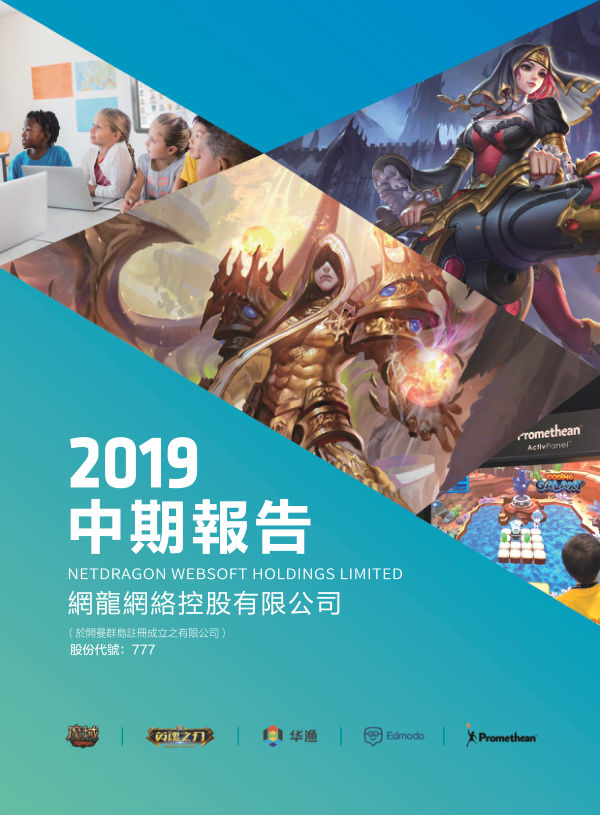 Promethean
ActivPanel
CODING
GALAXY
2019
中期報告
NETDRAGON WEBSOFT HOLDINGS LIMITED
網龍網絡控股有限公司
（於開曼群島註冊成立之有限公司）
股份代號：777
魔域
英魂之刃
华渔
Edmodo
Promethean